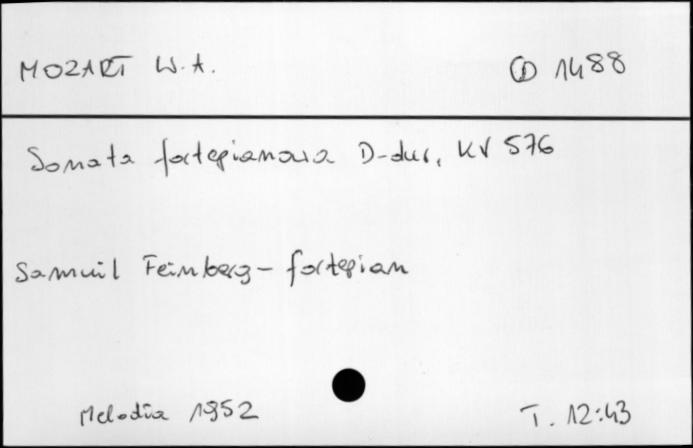 MOZART W.A. CD 1488
Sonata fortepianowa D-dur, KV 576
Samuil Feinberg - fortepian
Melodia 1952 T. 12:43